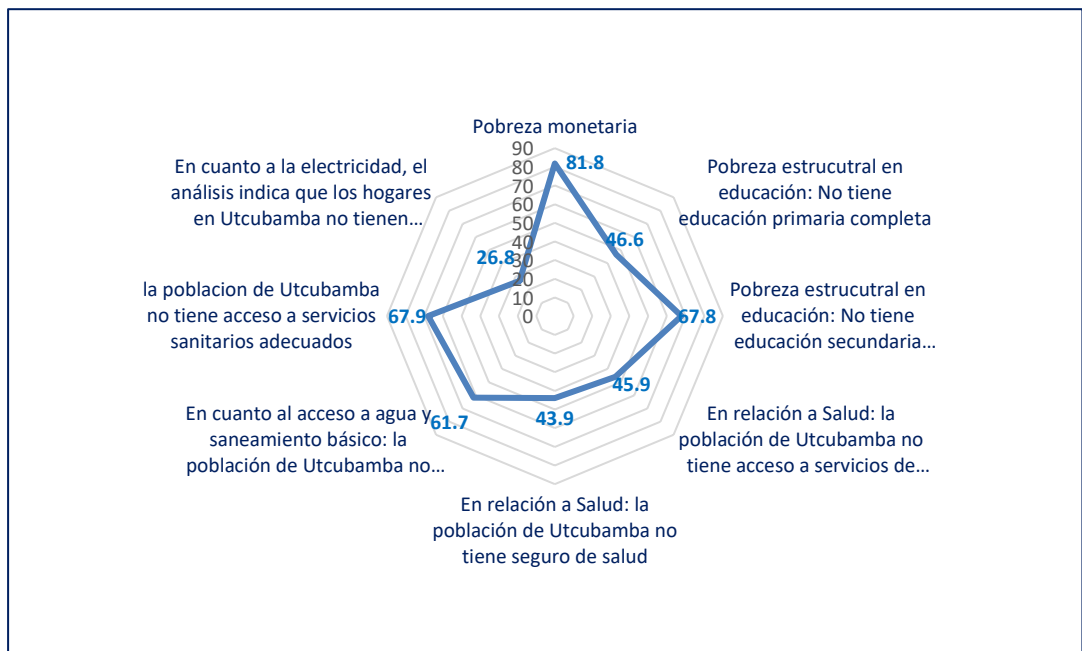 Pobreza monetaria
90
80
70
60
50
40
30
20
10
0
81.8
Pobreza estrucutral en
educación: No tiene
educación primaria completa
46.6
Pobreza estrucutral en
educación: No tiene
educación secundaria...
67.8
En relación a Salud: la
población de Utcubamba no
tiene acceso a servicios de...
45.9
En relación a Salud: la
población de Utcubamba no
tiene seguro de salud
43.9
En cuanto al acceso a agua y
saneamiento básico: la
población de Utcubamba no...
61.7
la poblacion de Utcubamba
no tiene acceso a servicios
sanitarios adecuados
67.9
En cuanto a la electricidad, el
análisis indica que los hogares
en Utcubamba no tienen...
26.8